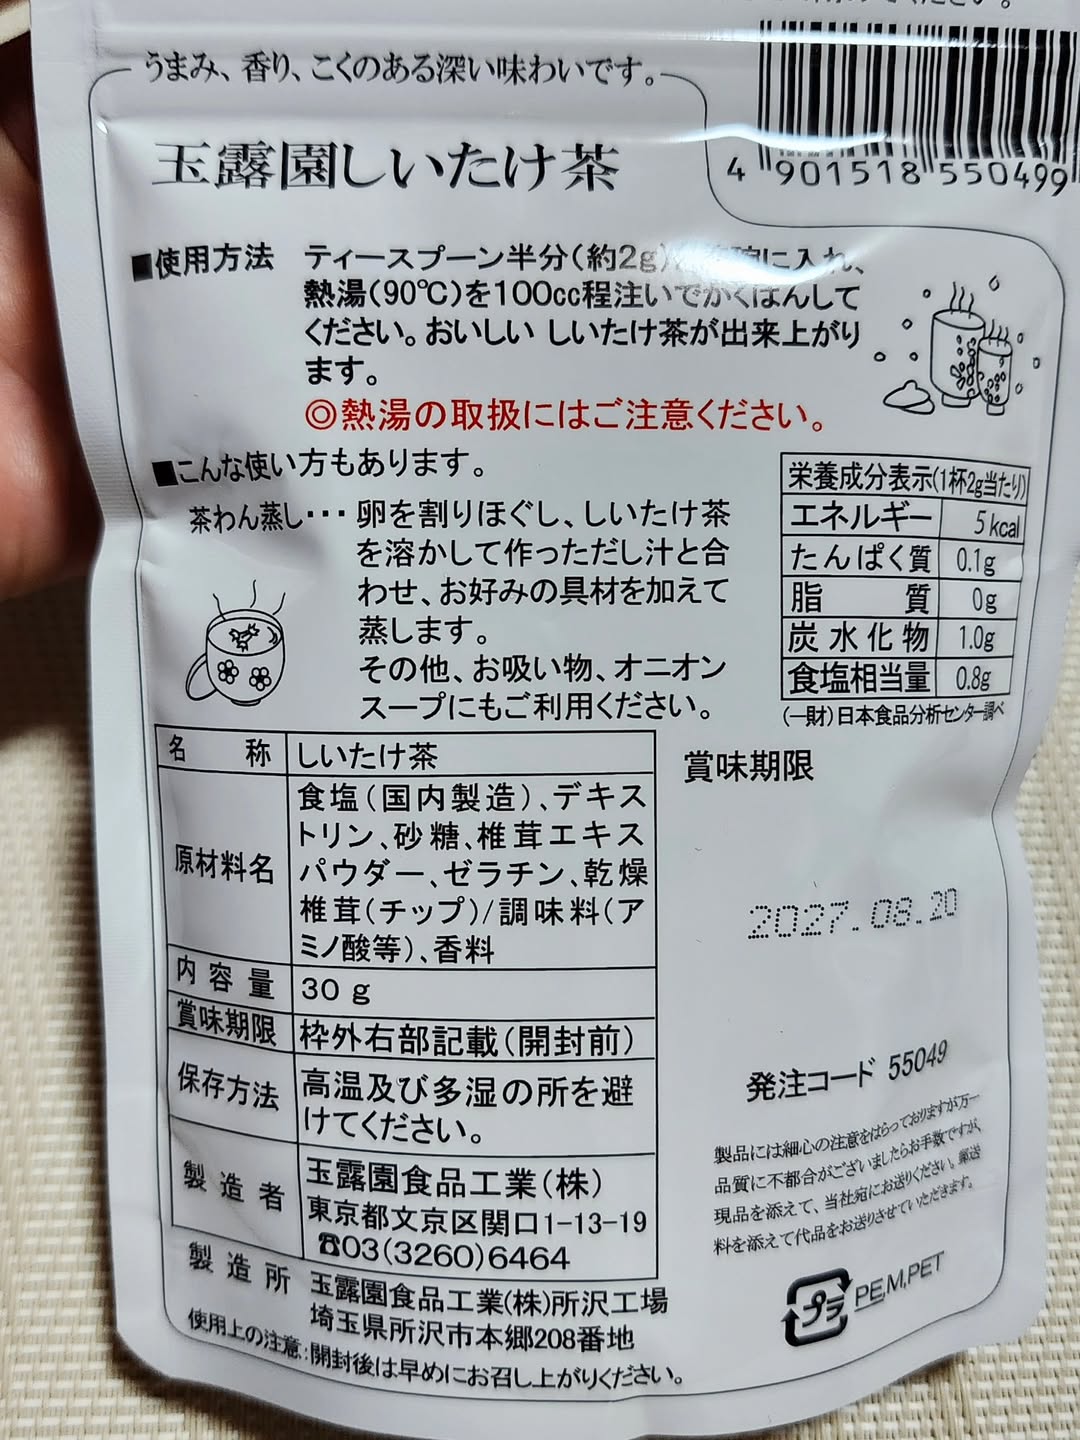 うまみ、香り、こくのある深い味わいです。
玉露園しいたけ茶
4 901518 550499
■使用方法 ティースプーン半分(約2g) に入れ、
熱湯(90℃)を100cc程注いでかくはんして
ください。おいしい しいたけ茶が出来上がり
ます。
◎熱湯の取扱にはご注意ください。
■こんな使い方もあります。
茶わん蒸し・・・卵を割りほぐし、しいたけ茶
を溶かして作っただし汁と合
わせ、お好みの具材を加えて
蒸します。
その他、お吸い物、オニオン
スープにもご利用ください。
栄養成分表示(1杯2g当たり)
エネルギー 5kcal
たんぱく質 0.1g
脂質 0g
炭水化物 1.0g
食塩相当量 0.8g
(一財)日本食品分析センター調べ
名称 しいたけ茶
原材料名 食塩(国内製造)、デキス
トリン、砂糖、椎茸エキス
パウダー、ゼラチン、乾燥
椎茸(チップ)/調味料(ア
ミノ酸等)、香料
内容量 30g
賞味期限 枠外右部記載(開封前)
保存方法 高温及び多湿の所を避
けてください。
製造者 玉露園食品工業(株)
東京都文京区関口1-13-19
☎03(3260)6464
製造所 玉露園食品工業(株)所沢工場
埼玉県所沢市本郷208番地
使用上の注意:開封後は早めにお召し上がりください。
賞味期限
2027.08.20
発注コード 55049
製品には細心の注意をはらっておりますが万一
品質に不都合がございましたらお手数ですが、
現品を添えて、当社宛にお送りください。郵送
料を添えて代品をお送りさせていただきます。
プラ PE,M,PET